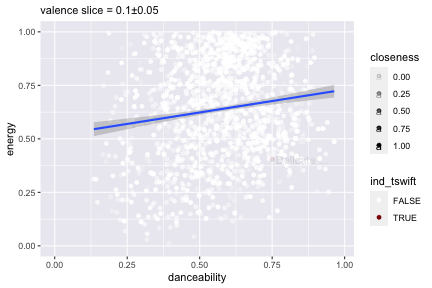 valence slice = 0.1±0.05
1.00
0.75
0.50
0.25
0.00
energy
0.00
0.25
0.50
0.75
1.00
danceability
closeness
0.00
0.25
0.50
0.75
1.00
ind_tswift
FALSE
TRUE